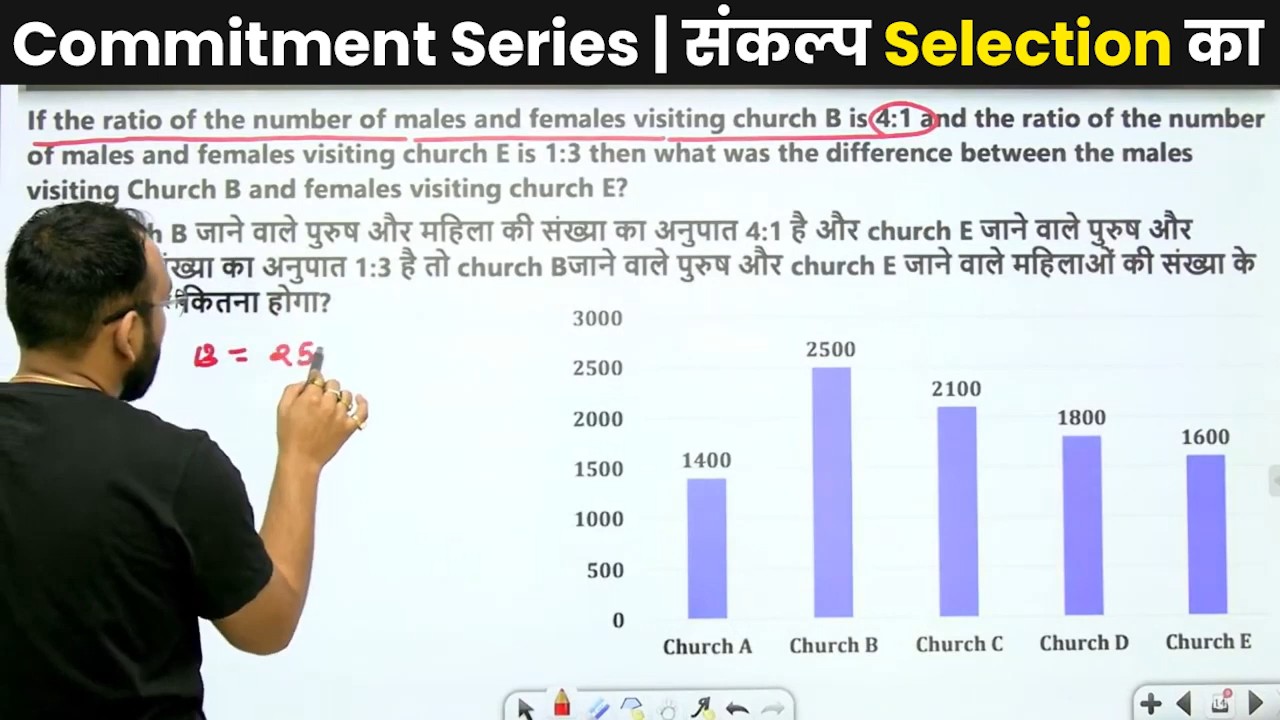 Commitment Series | संकल्प Selection का
If the ratio of the number of males and females visiting church B is 4:1 and the ratio of the number
of males and females visiting church E is 1:3 then what was the difference between the males
visiting Church B and females visiting church E?
h B जाने वाले पुरुष और महिला की संख्या का अनुपात 4:1 है और church E जाने वाले पुरुष और
ख्या का अनुपात 1:3 है तो church Bजाने वाले पुरुष और church E जाने वाले महिलाओं की संख्या के
कितना होगा?
B = 25
3000
2500
2000
1500
1000
500
0
1400
2500
2100
1800
1600
Church A Church B Church C Church D Church E